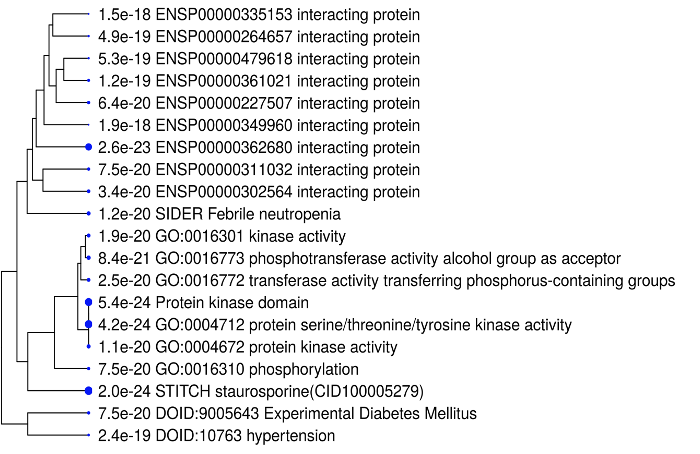 1.5e-18 ENSP00000335153 interacting protein
4.9e-19 ENSP00000264657 interacting protein
5.3e-19 ENSP00000479618 interacting protein
1.2e-19 ENSP00000361021 interacting protein
6.4e-20 ENSP00000227507 interacting protein
1.9e-18 ENSP00000349960 interacting protein
2.6e-23 ENSP00000362680 interacting protein
7.5e-20 ENSP00000311032 interacting protein
3.4e-20 ENSP00000302564 interacting protein
1.2e-20 SIDER Febrile neutropenia
1.9e-20 GO:0016301 kinase activity
8.4e-21 GO:0016773 phosphotransferase activity alcohol group as acceptor
2.5e-20 GO:0016772 transferase activity transferring phosphorus-containing groups
5.4e-24 Protein kinase domain
4.2e-24 GO:0004712 protein serine/threonine/tyrosine kinase activity
1.1e-20 GO:0004672 protein kinase activity
7.5e-20 GO:0016310 phosphorylation
2.0e-24 STITCH staurosporine(CID100005279)
7.5e-20 DOID:9005643 Experimental Diabetes Mellitus
2.4e-19 DOID:10763 hypertension